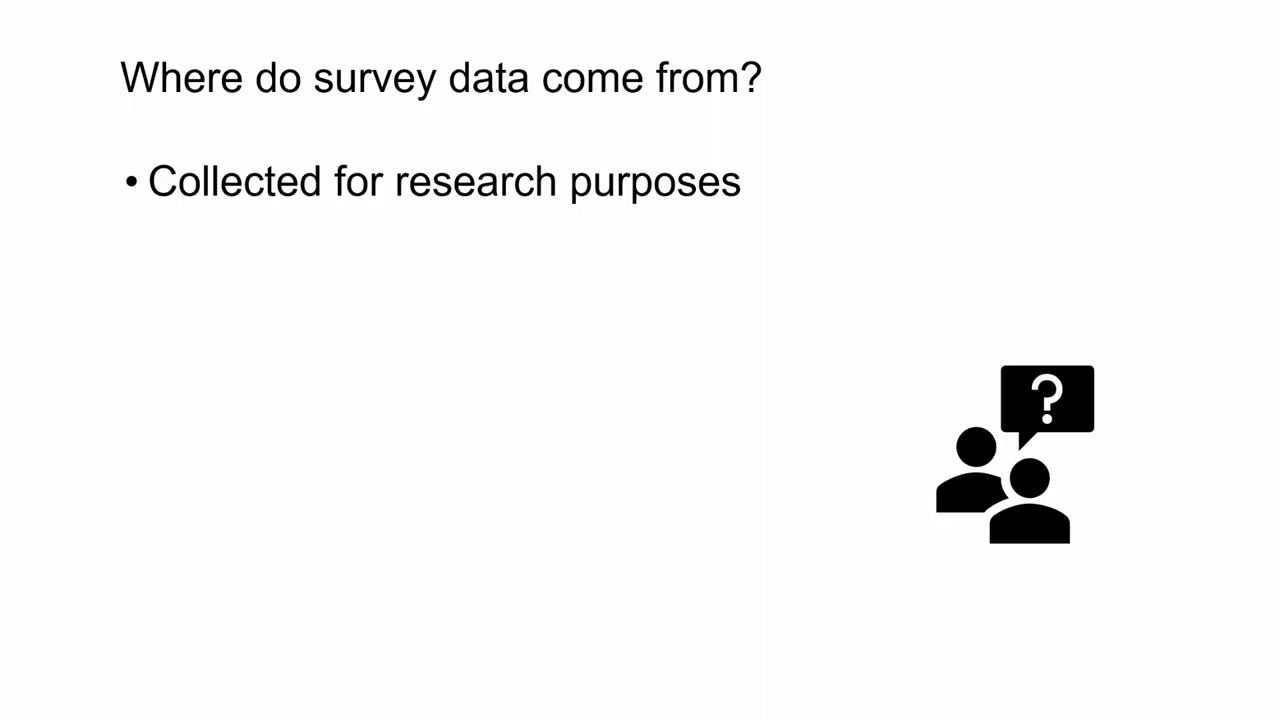 Where do survey data come from?
• Collected for research purposes
?